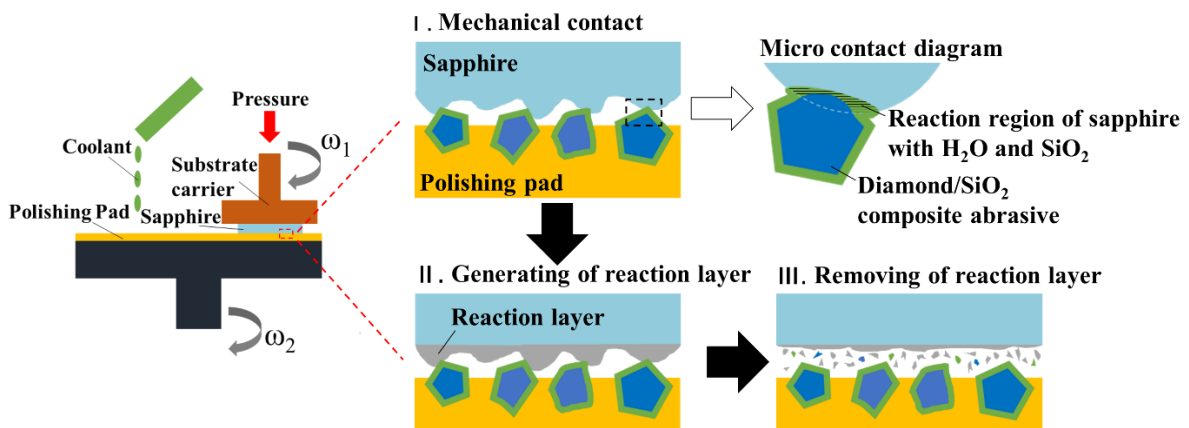 Pressure
ω1
Coolant
Substrate
carrier
Polishing Pad
Sapphire
ω2
Ⅰ. Mechanical contact
Sapphire
Polishing pad
Micro contact diagram
Reaction region of sapphire
with H2O and SiO2
Diamond/SiO2
composite abrasive
Ⅱ. Generating of reaction layer
Reaction layer
Ⅲ. Removing of reaction layer